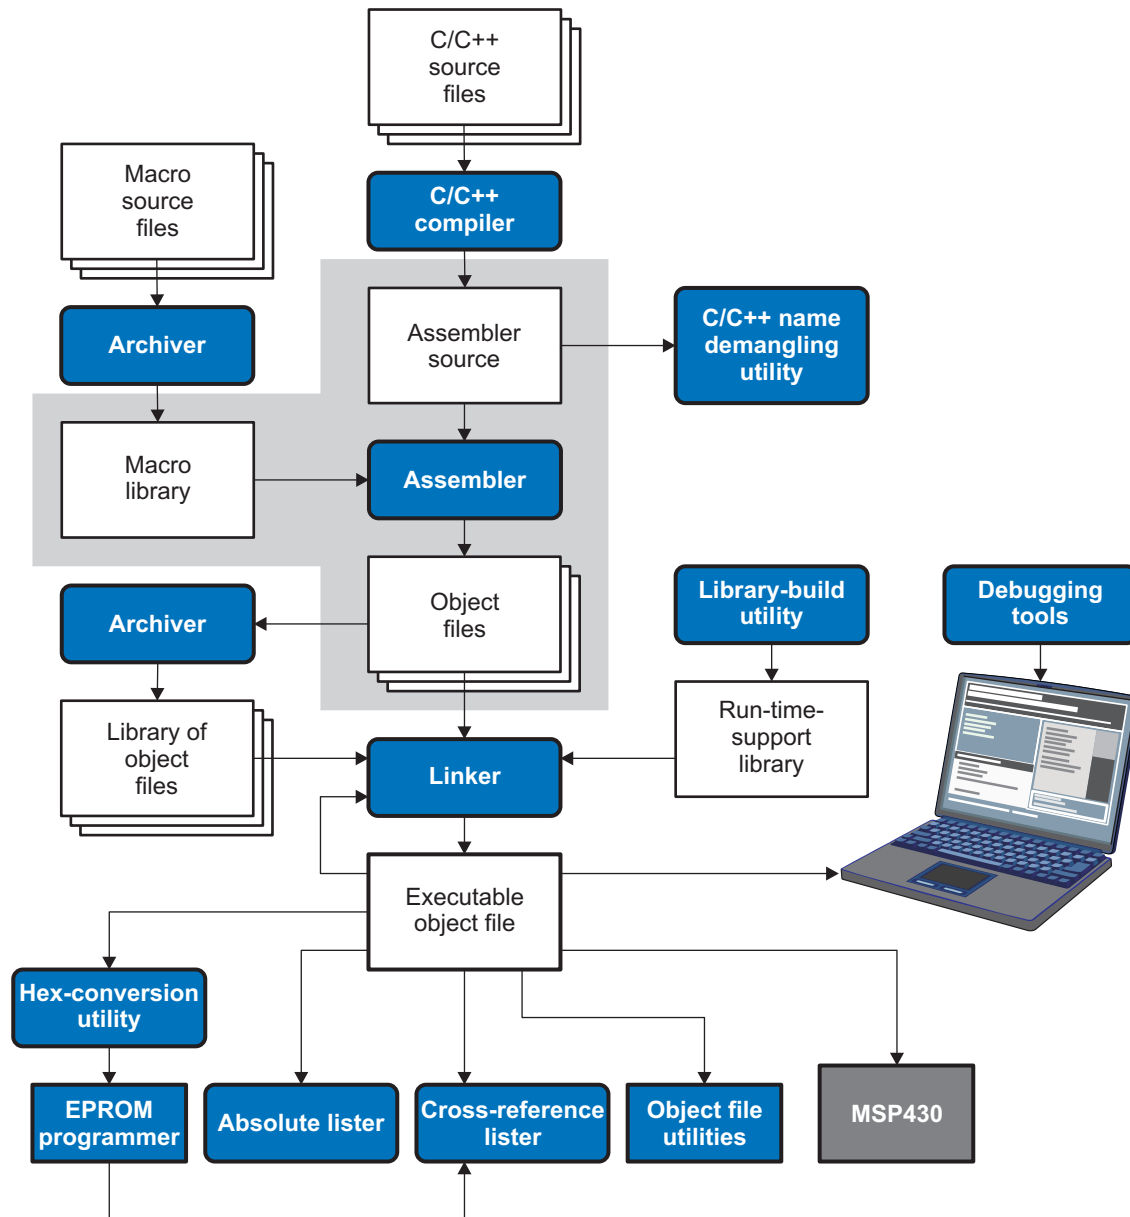 C/C++
source
files
Macro
source
files
C/C++
compiler
Archiver
Assembler
source
C/C++ name
demangling
utility
Macro
library
Assembler
Archiver
Object
files
Library-build
utility
Debugging
tools
Library of
object
files
Linker
Run-time-
support
library
Executable
object file
Hex-conversion
utility
EPROM
programmer
Absolute lister
Cross-reference
lister
Object file
utilities
MSP430